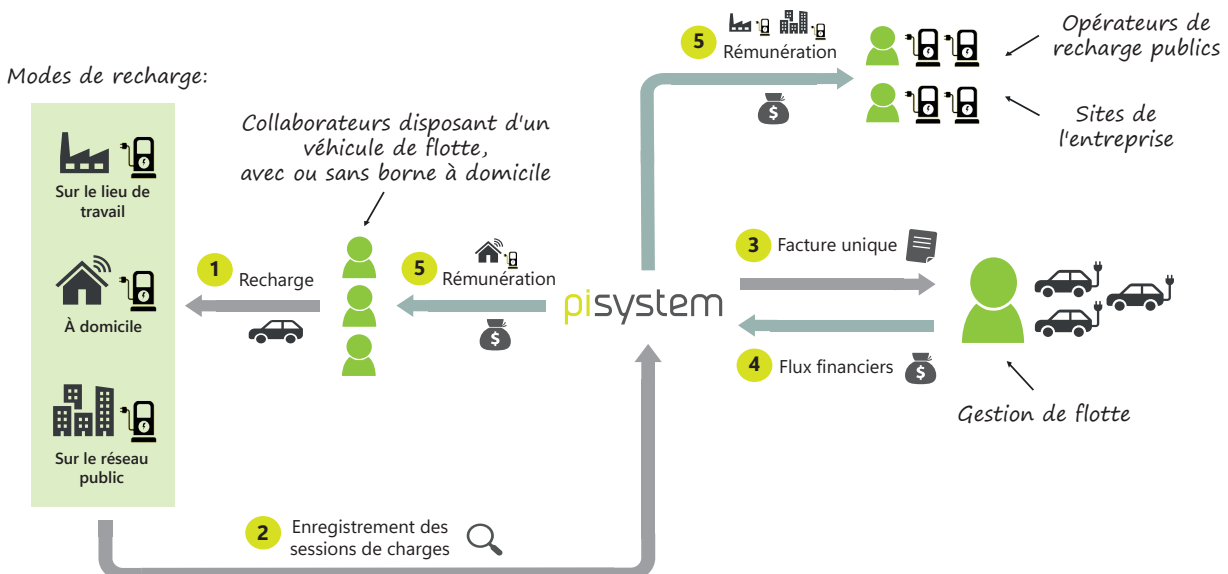 Modes de recharge:
Sur le lieu de
travail
À domicile
Sur le réseau
public
Collaborateurs disposant d'un
véhicule de flotte,
avec ou sans borne à domicile
1 Recharge
$
5 Rémunération
$
pisystem
2 Enregistrement des
sessions de charges
5 Rémunération
$
Opérateurs de
recharge publics
Sites de
l'entreprise
3 Facture unique
4 Flux financiers
$
Gestion de flotte